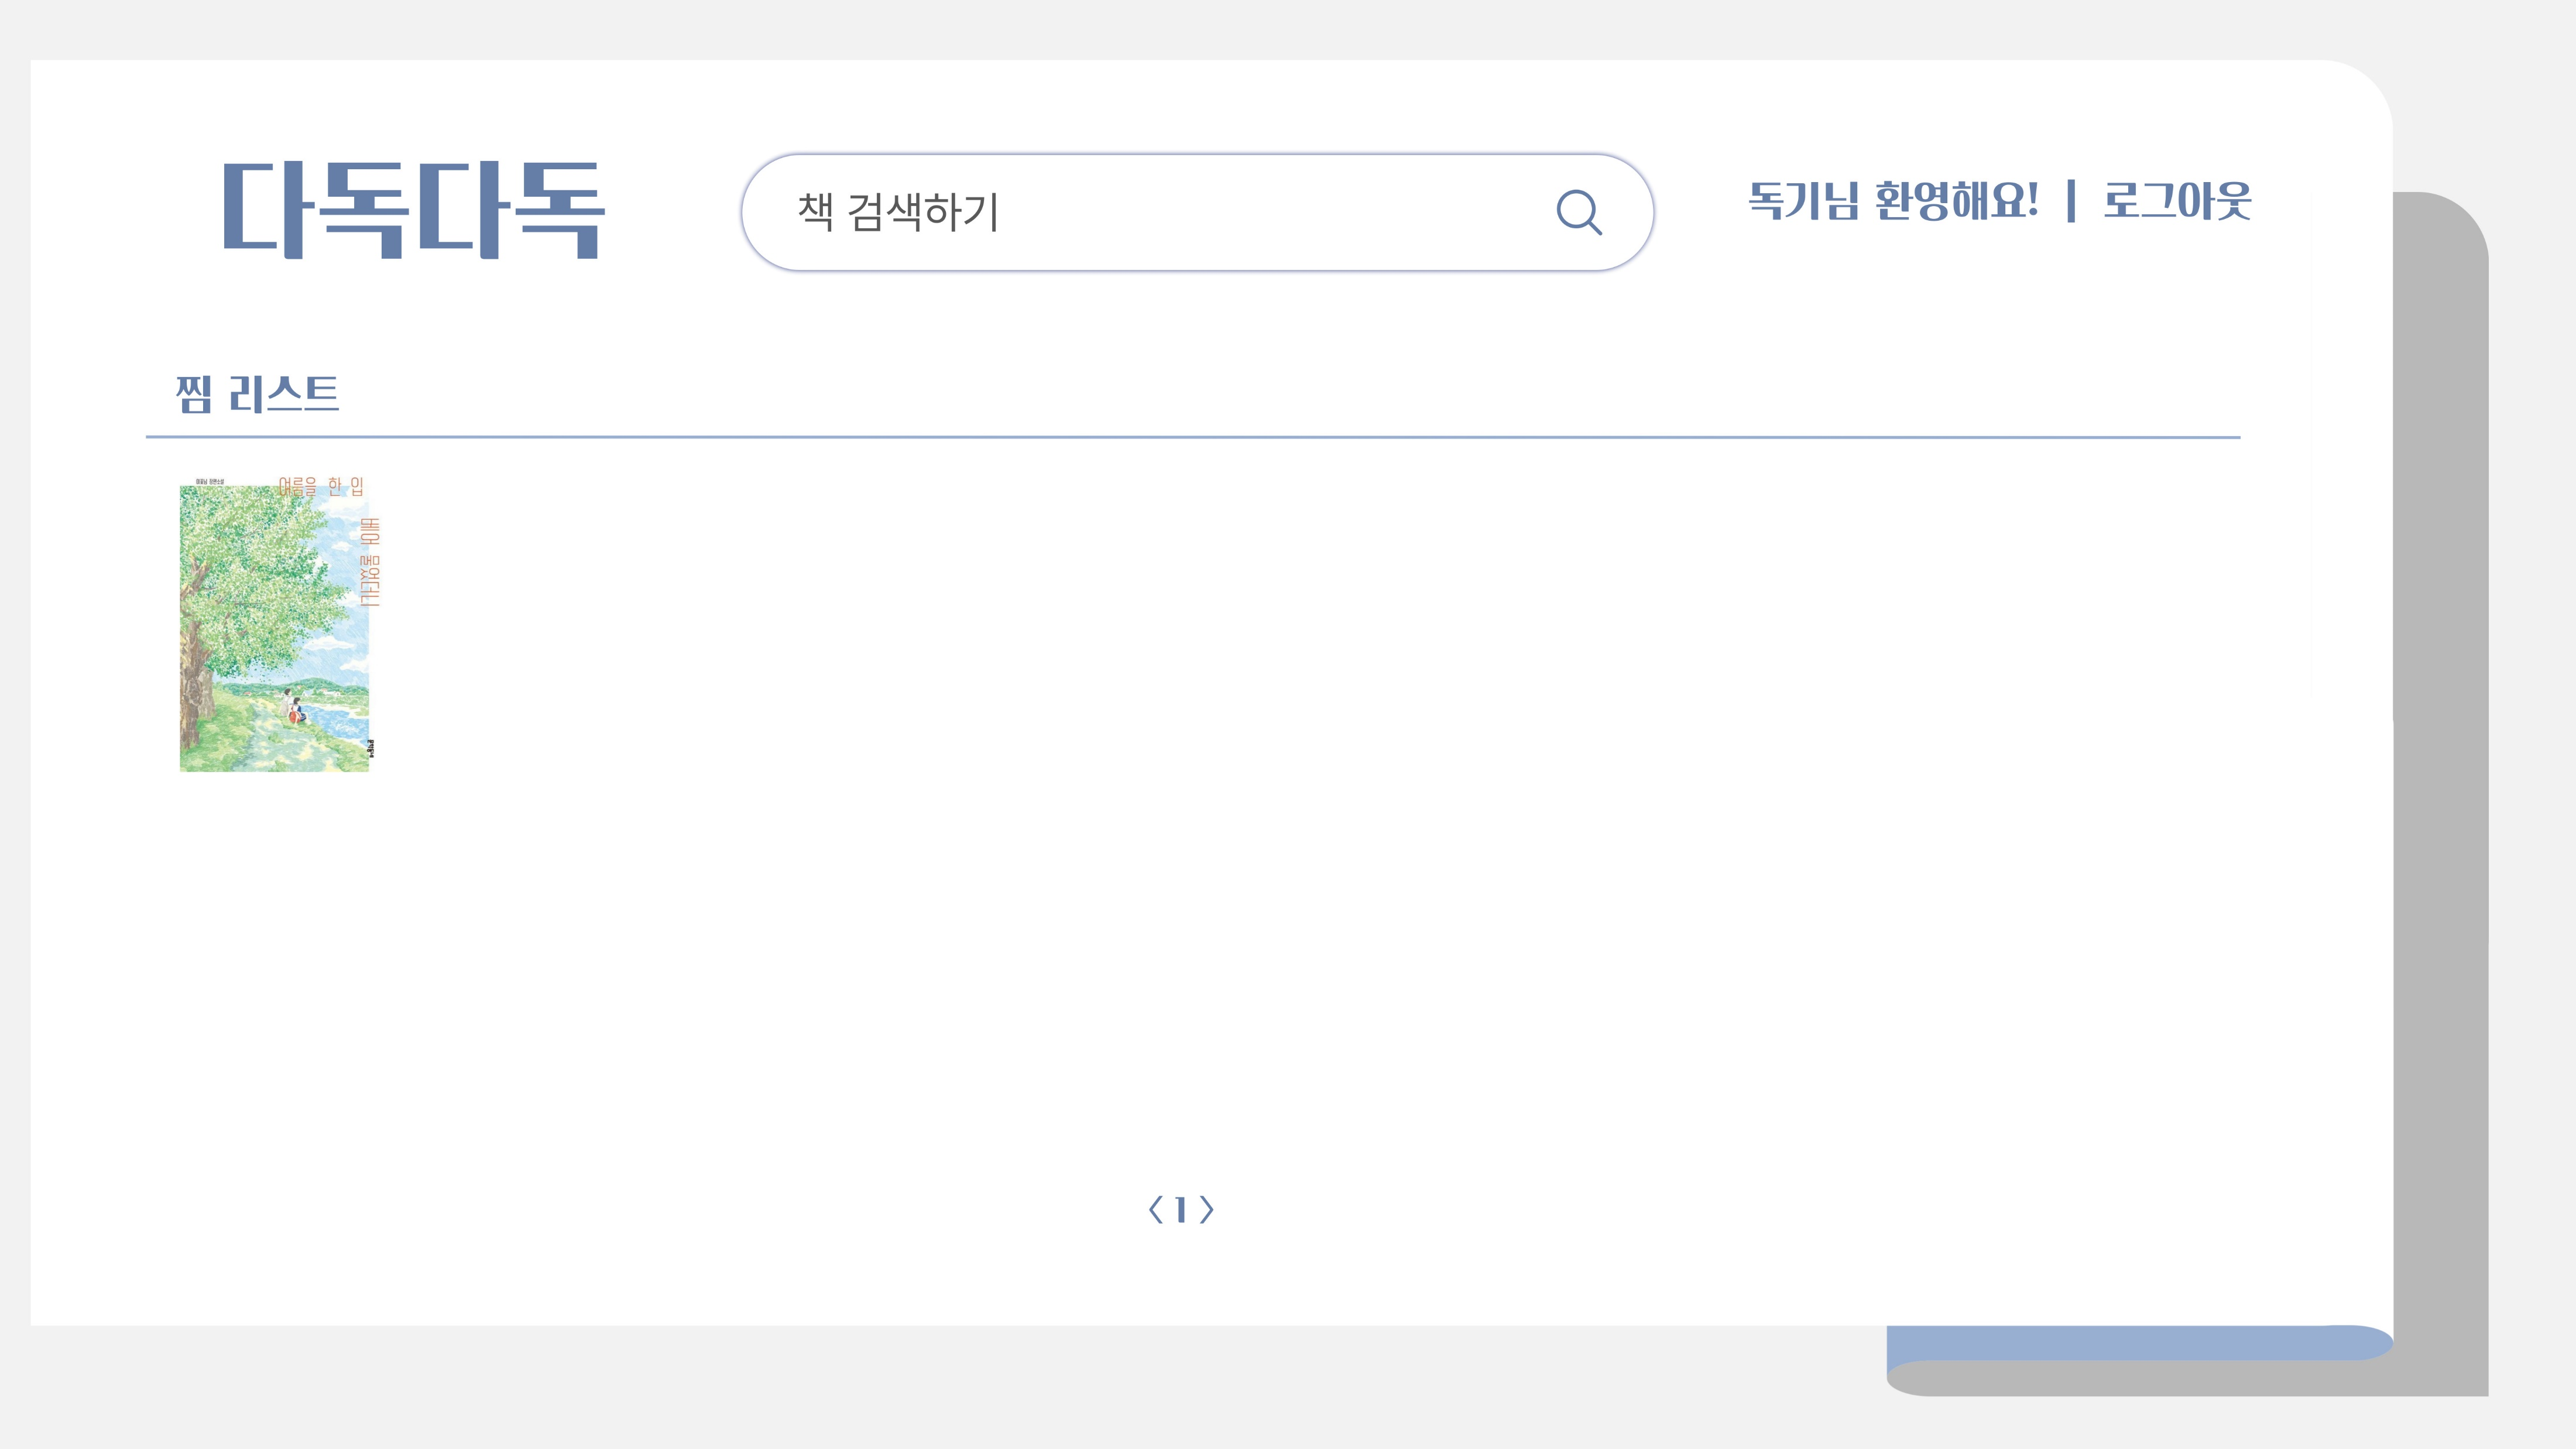 다독다독
책 검색하기
독기님 환영해요! | 로그아웃
찜 리스트
여름을 한 입
베어 물었더니
< 1 >